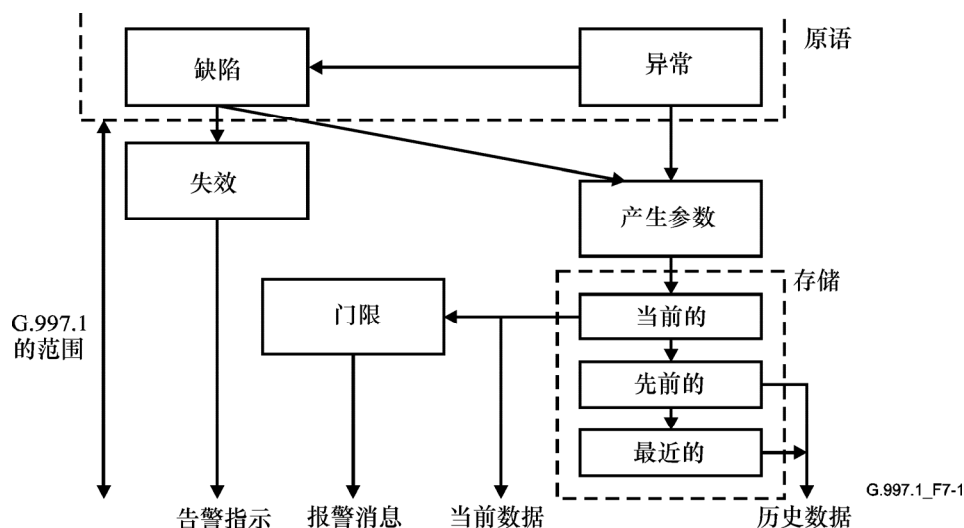 原语
缺陷
异常
失效
产生参数
存储
门限
当前的
G.997.1
的范围
先前的
最近的
G.997.1_F7-1
告警指示
报警消息
当前数据
历史数据